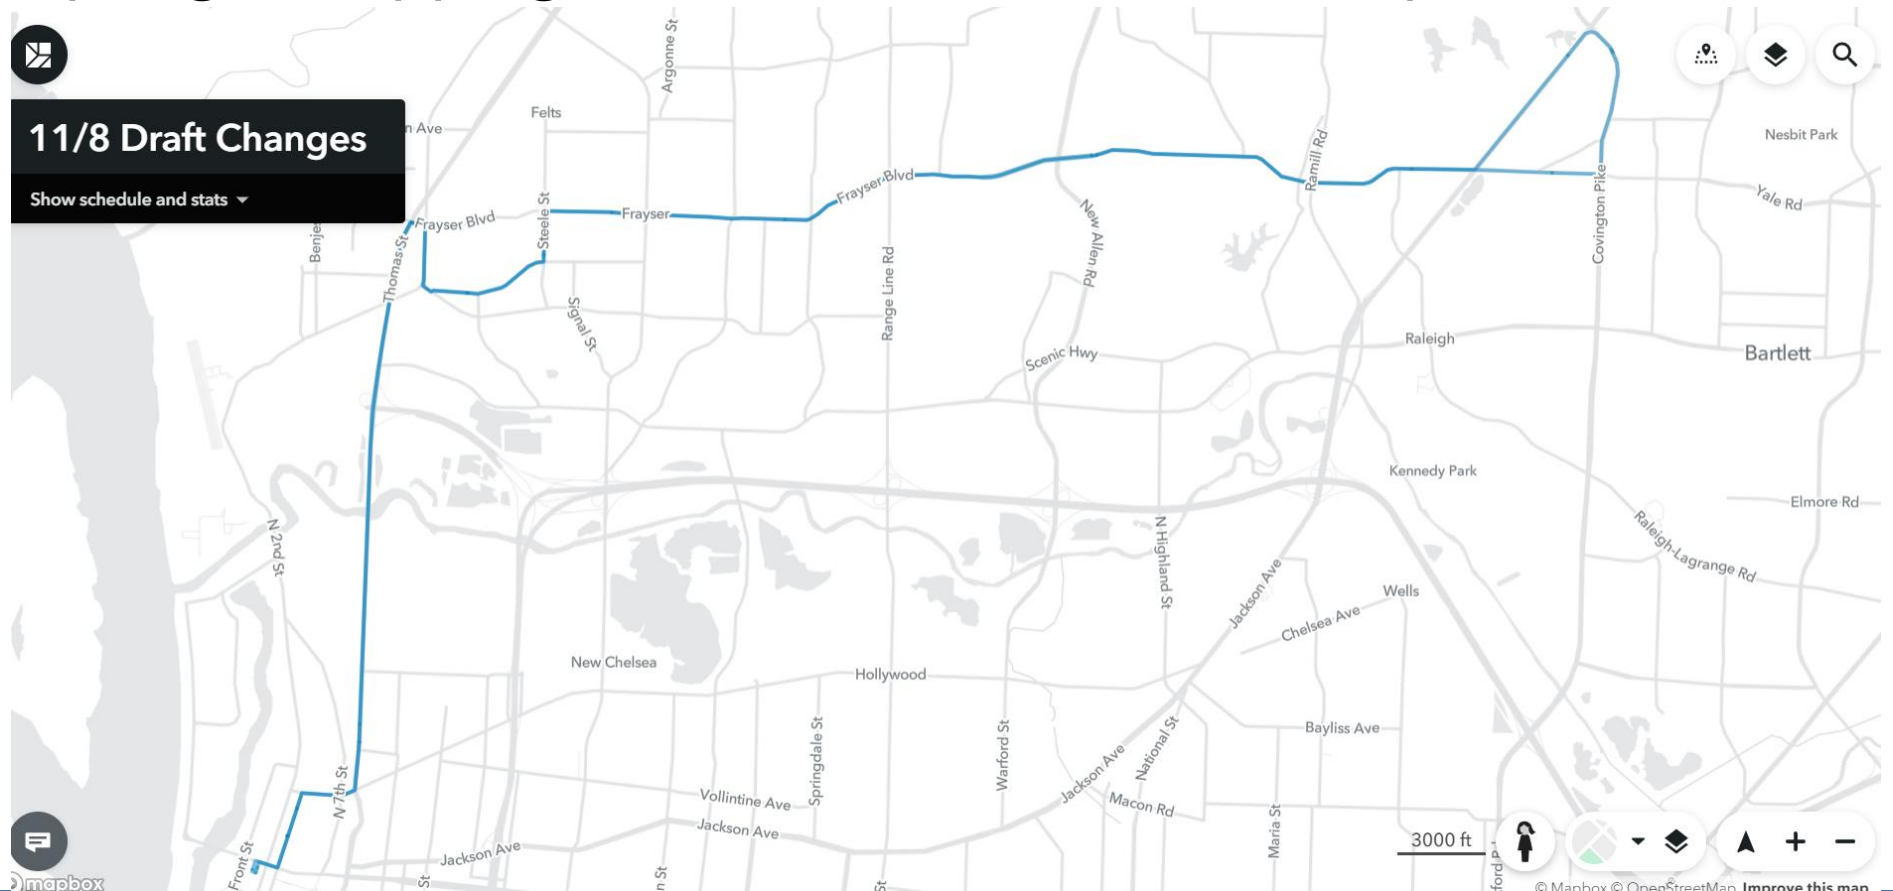 Argonne St
Felts
n Ave
11/8 Draft Changes
Nesbit Park
Ramill Rd
Show schedule and stats
Frayser Blvd
Yale Rd
Steele St
Frayser
Frayser Blvd
Covington Pike
Benjes
Thomas St
New Allen Rd
Range Line Rd
Signal St
Raleigh
Scenic Hwy
Bartlett
Kennedy Park
Elmore Rd
N 2nd St
N Highland St
Raleigh-Lagrange Rd
Jackson Ave
Wells
Chelsea Ave
New Chelsea
Hollywood
Springdale St
Warford St
National St
Bayliss Ave
N 7th St
Jackson Ave
Vollintine Ave
Macon Rd
Jackson Ave
Maria St
3000 ft
Front St
Jackson Ave
St
n St
St
mapbox
© Mapbox © OpenStreetMap Improve this map